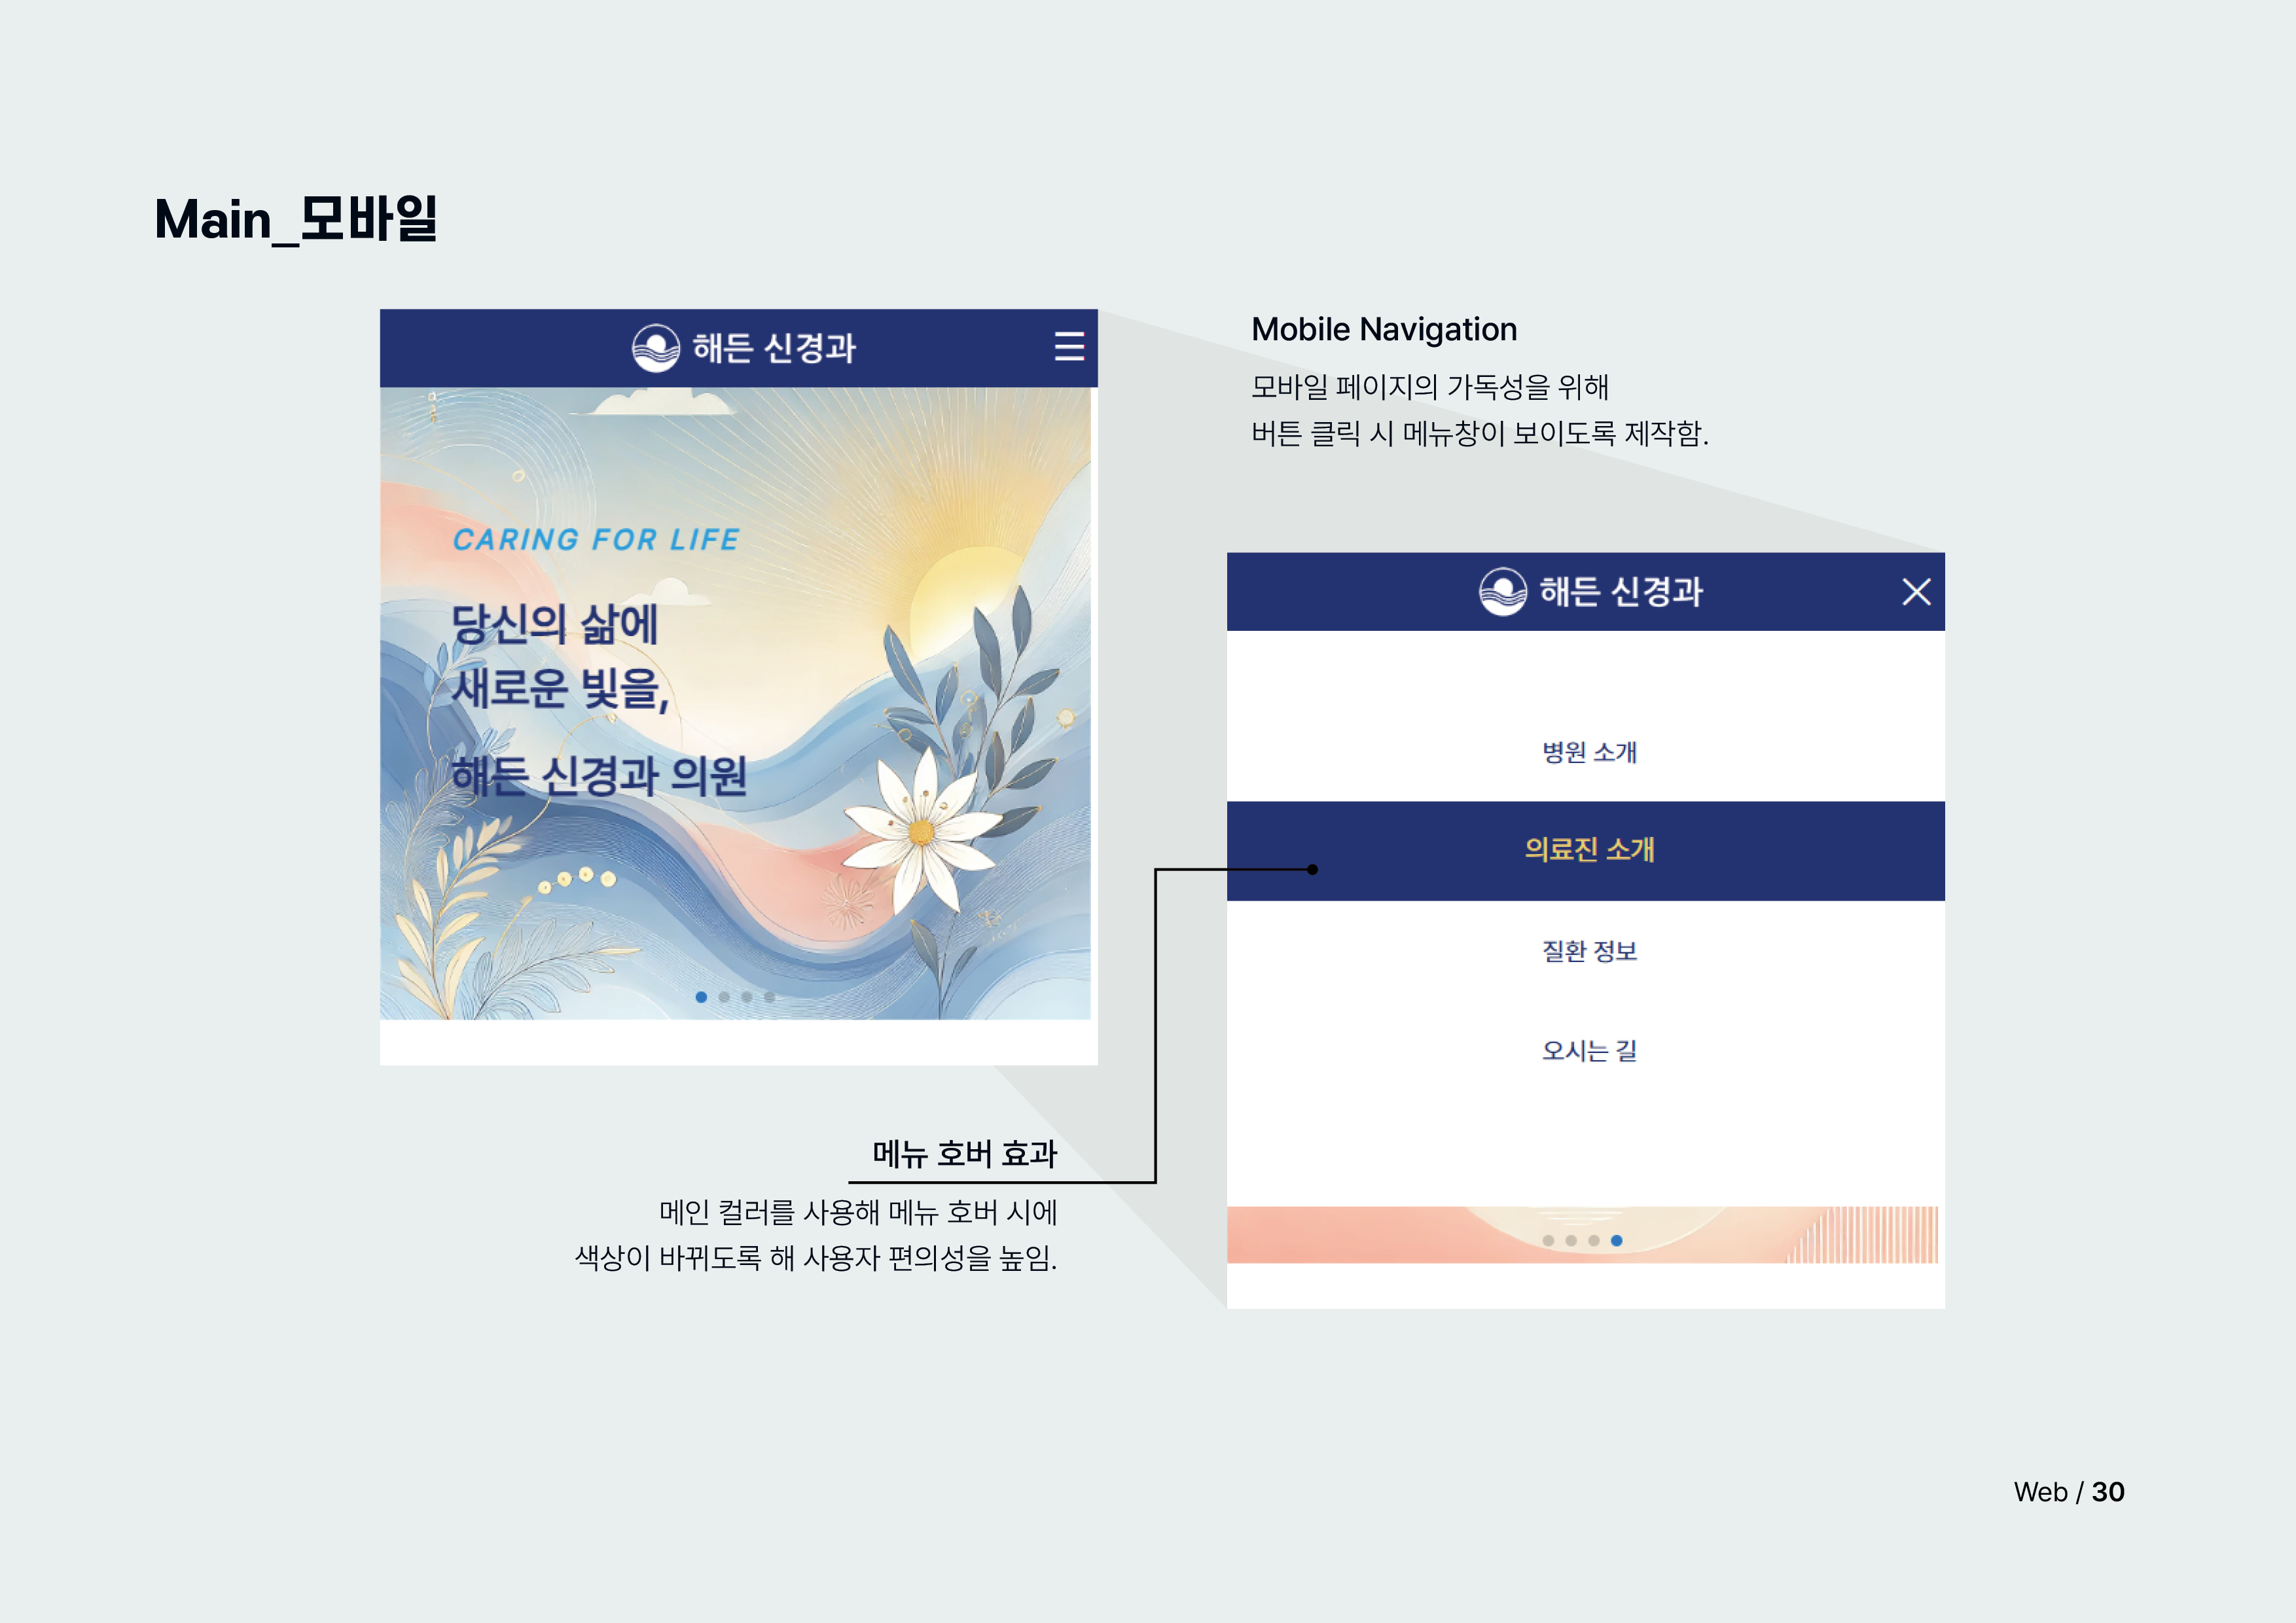 Main_모바일
해든 신경과
CARING FOR LIFE
당신의 삶에
새로운 빛을,
해든 신경과 의원
Mobile Navigation
모바일 페이지의 가독성을 위해
버튼 클릭 시 메뉴창이 보이도록 제작함.
해든 신경과
병원 소개
의료진 소개
질환 정보
오시는 길
메뉴 호버 효과
메인 컬러를 사용해 메뉴 호버 시에
색상이 바뀌도록 해 사용자 편의성을 높임.
Web / 30